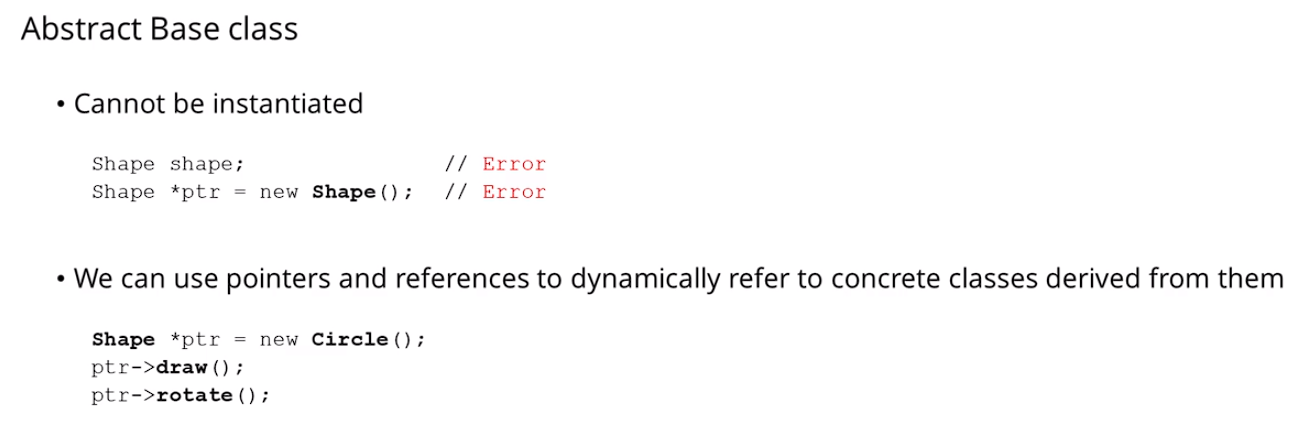 Abstract Base class
• Cannot be instantiated
Shape shape; // Error
Shape *ptr = new Shape(); // Error
• We can use pointers and references to dynamically refer to concrete classes derived from them
Shape *ptr = new Circle();
ptr->draw();
ptr->rotate();